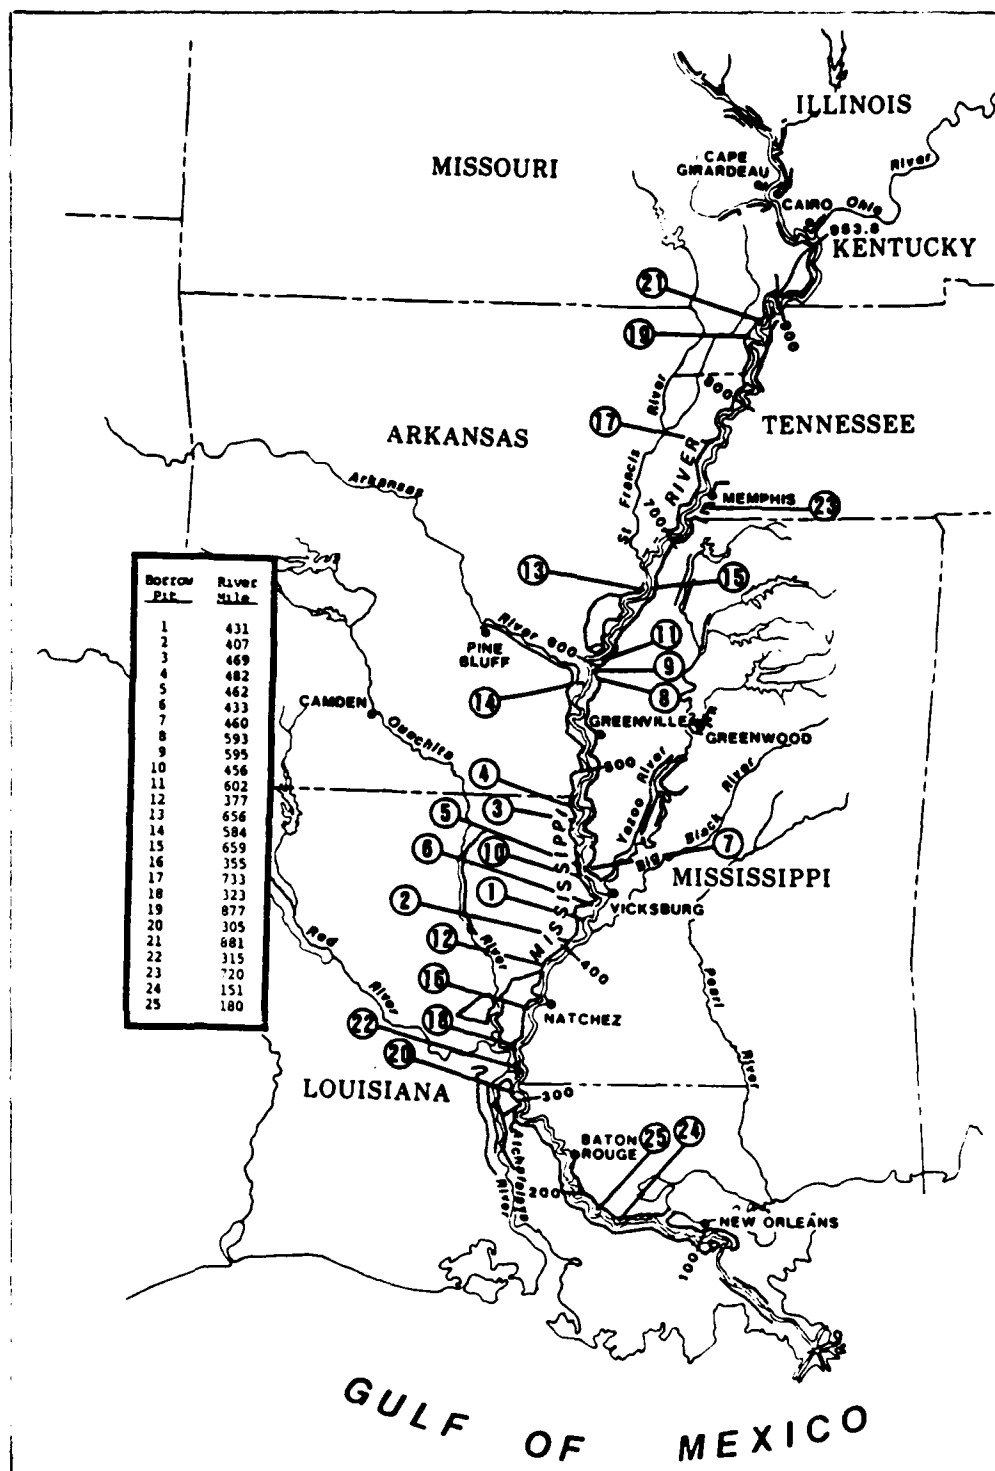 ILLINOIS
MISSOURI
CAPE
GIRARDEAU
River
CAIRO
Ohio
953.8
KENTUCKY
21
19
900
River
800
17
TENNESSEE
ARKANSAS
Arkansas
St Francis
RIVER
700
MEMPHIS
23
13
15
Borrow River
Pit Mile
1 431
2 407
3 469
4 482
5 462
6 433
7 460
8 593
9 595
10 456
11 602
12 377
13 656
14 584
15 659
16 355
17 733
18 323
19 877
20 305
21 881
22 315
23 720
24 151
25 180
River
600
PINE
BLUFF
11
9
8
14
CAMDEN
GREENVILLE
GREENWOOD
Ouachita
500
4
3
5
10
6
1
2
12
Yazoo River
Big Black River
7
MISSISSIPPI
MISSISSIPPI
VICKSBURG
Red
River
River
400
16
NATCHEZ
Pearl
River
18
22
20
LOUISIANA
300
BATON
ROUGE
25
24
Atchafalaya
River
200
NEW ORLEANS
100
GULF OF MEXICO